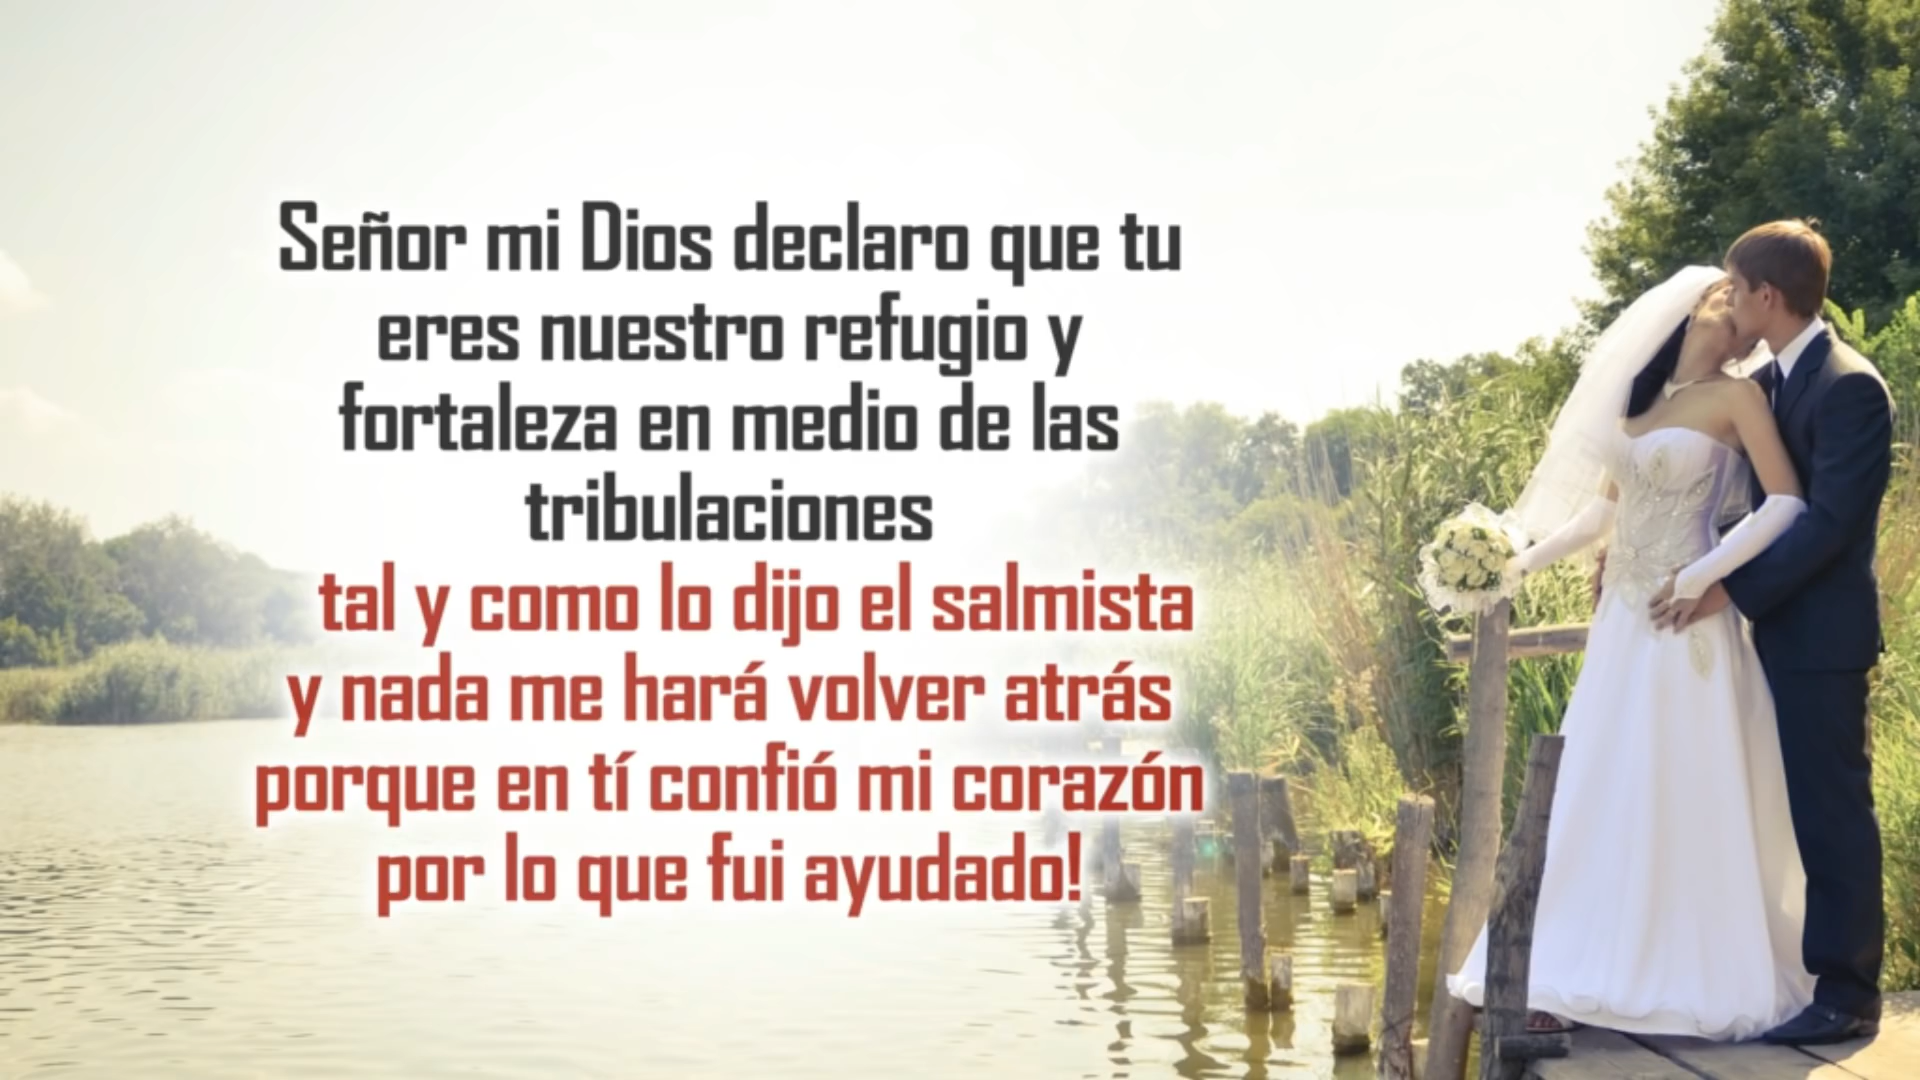 Señor mi Dios declaro que tu
eres nuestro refugio y
fortaleza en medio de las
tribulaciones
tal y como lo dijo el salmista
y nada me hará volver atrás
porque en tí confió mi corazón
por lo que fui ayudado!